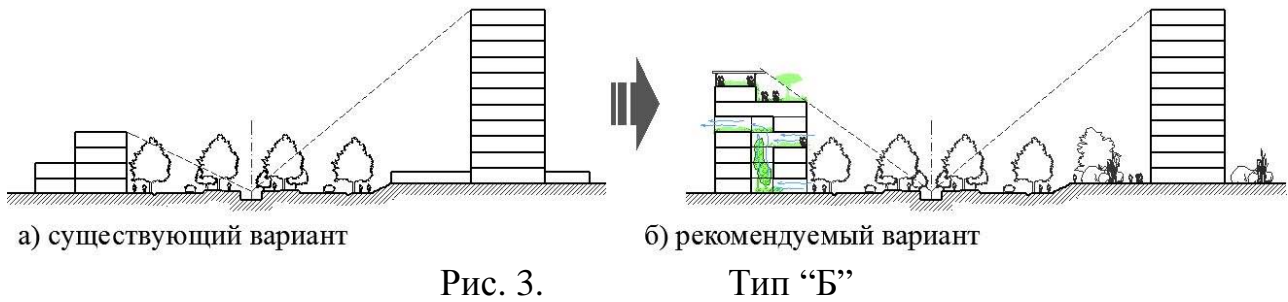 а) существующий вариант
б) рекомендуемый вариант
Рис. 3. Тип “Б”